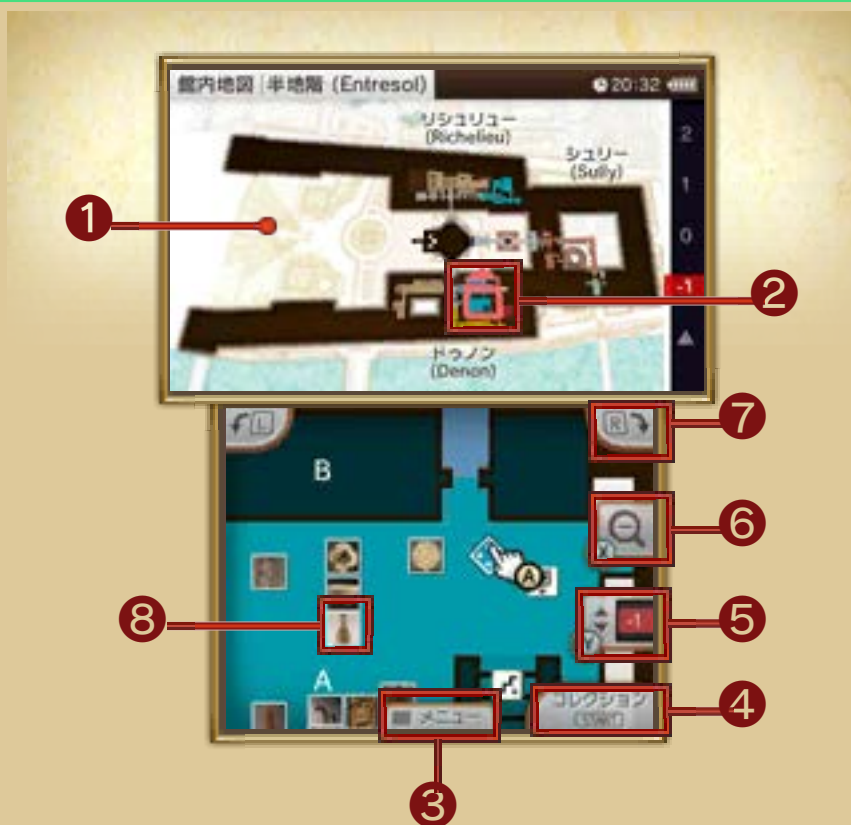 館内地図 半地階 (Entresol)
20:32
リシュリュー
(Richelieu)
シュリー
(Sully)
2
1
0
-1
ドゥノン
(Denon)
1
2
L
R
7
B
6
X
A
8
-1
5
Y
A
メニュー
コレクション
START
4
3